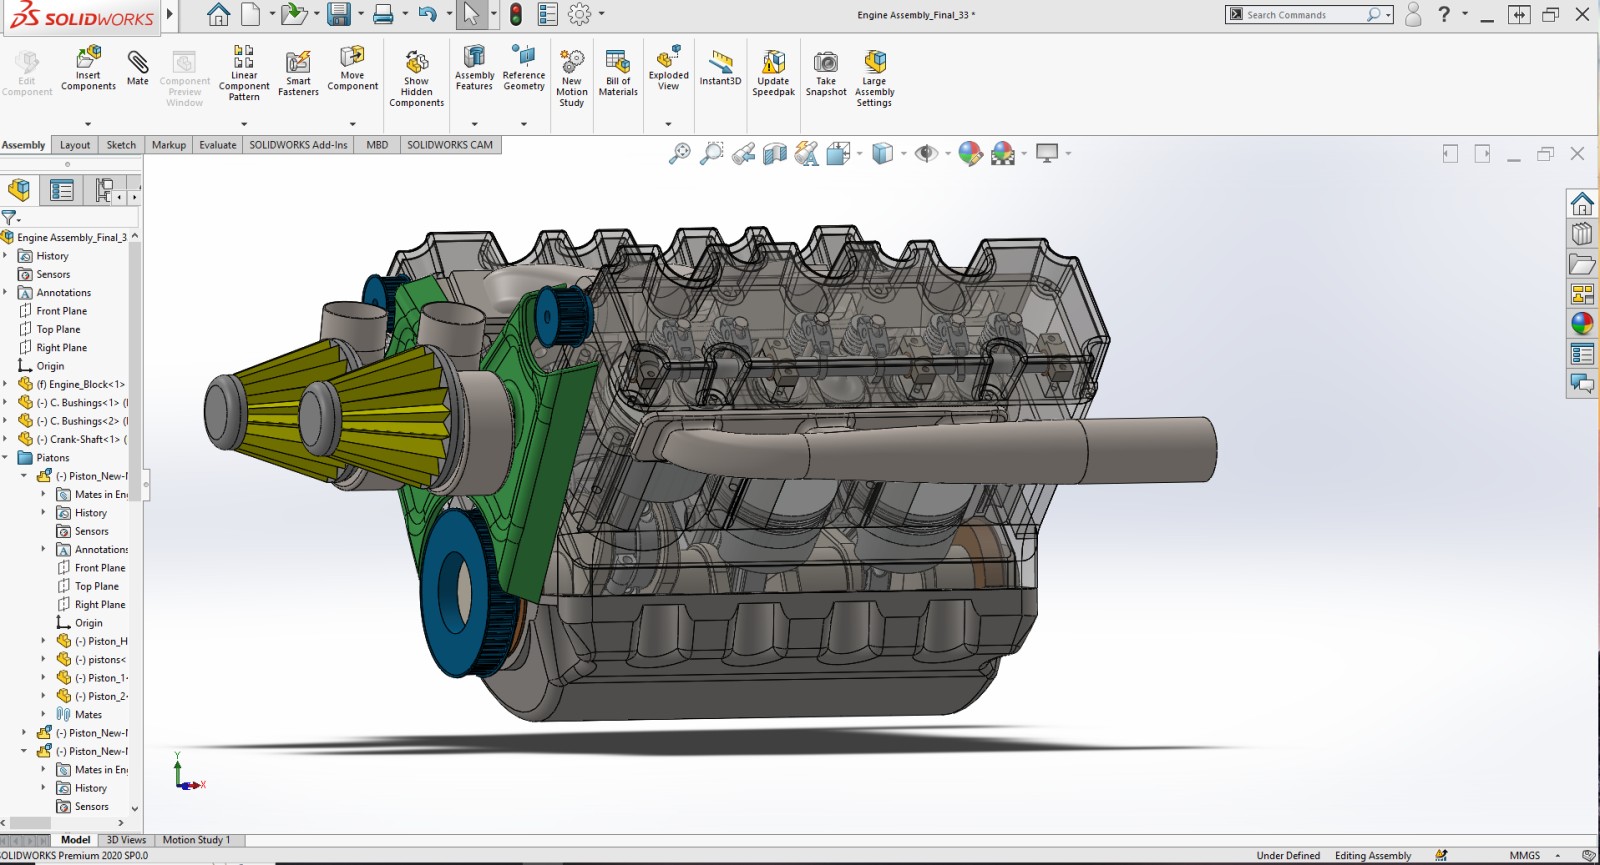 SOLIDWORKS
Engine Assembly_Final_33 *
Search Commands
?
Edit Component
Insert Components
Mate
Component Preview Window
Linear Component Pattern
Smart Fasteners
Move Component
Show Hidden Components
Assembly Features
Reference Geometry
New Motion Study
Bill of Materials
Exploded View
Instant3D
Update Speedpak
Take Snapshot
Large Assembly Settings
Assembly
Layout
Sketch
Markup
Evaluate
SOLIDWORKS Add-Ins
MBD
SOLIDWORKS CAM
Engine Assembly_Final_3
History
Sensors
Annotations
Front Plane
Top Plane
Right Plane
Origin
(f) Engine_Block<1>
(-) C. Bushings<1> (
(-) C. Bushings<2> (
(-) Crank-Shaft<1> (
Piatons
(-) Piston_New-
Mates in En
History
Sensors
Annotations
Front Plane
Top Plane
Right Plane
Origin
(-) Piston_H
(-) pistons<
(-) Piston_1
(-) Piston_2
Mates
(-) Piston_New-
(-) Piston_New-
Mates in En
History
Sensors
Y
X
Model
3D Views
Motion Study 1
SOLIDWORKS Premium 2020 SP0.0
Under Defined
Editing Assembly
MMGS